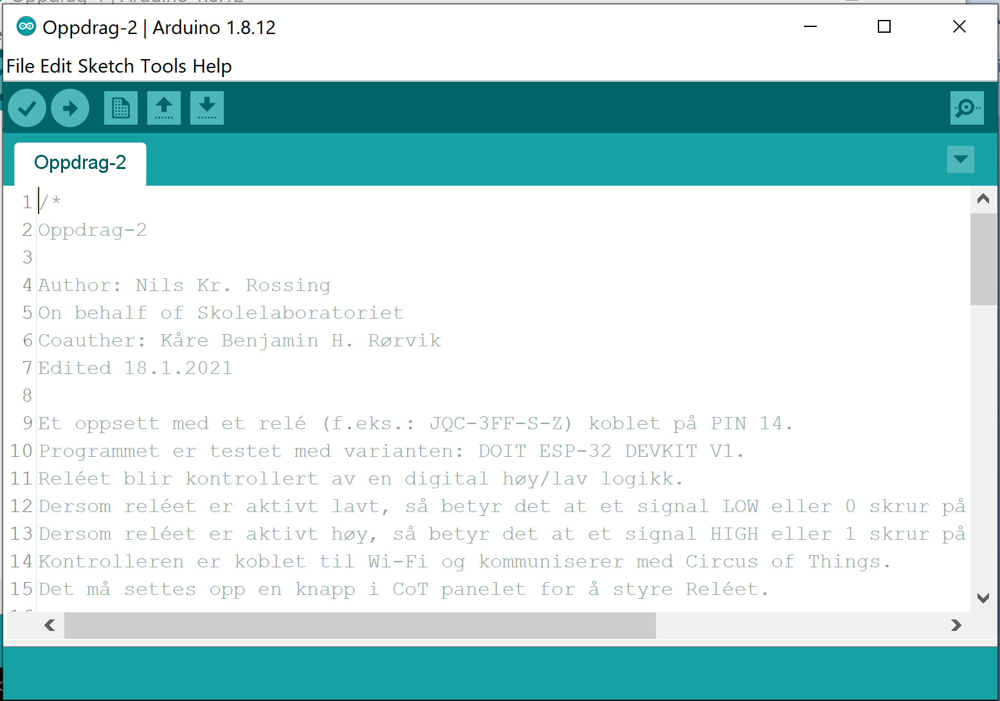 Oppdrag-2 | Arduino 1.8.12
File Edit Sketch Tools Help
Oppdrag-2
1 /*
2 Oppdrag-2
3
4 Author: Nils Kr. Rossing
5 On behalf of Skolelaboratoriet
6 Coauther: Kåre Benjamin H. Rørvik
7 Edited 18.1.2021
8
9 Et oppsett med et relé (f.eks.: JQC-3FF-S-Z) koblet på PIN 14.
10 Programmet er testet med varianten: DOIT ESP-32 DEVKIT V1.
11 Reléet blir kontrollert av en digital høy/lav logikk.
12 Dersom reléet er aktivt lavt, så betyr det at et signal LOW eller 0 skrur på
13 Dersom reléet er aktivt høy, så betyr det at et signal HIGH eller 1 skrur på
14 Kontrolleren er koblet til Wi-Fi og kommuniserer med Circus of Things.
15 Det må settes opp en knapp i CoT panelet for å styre Reléet.